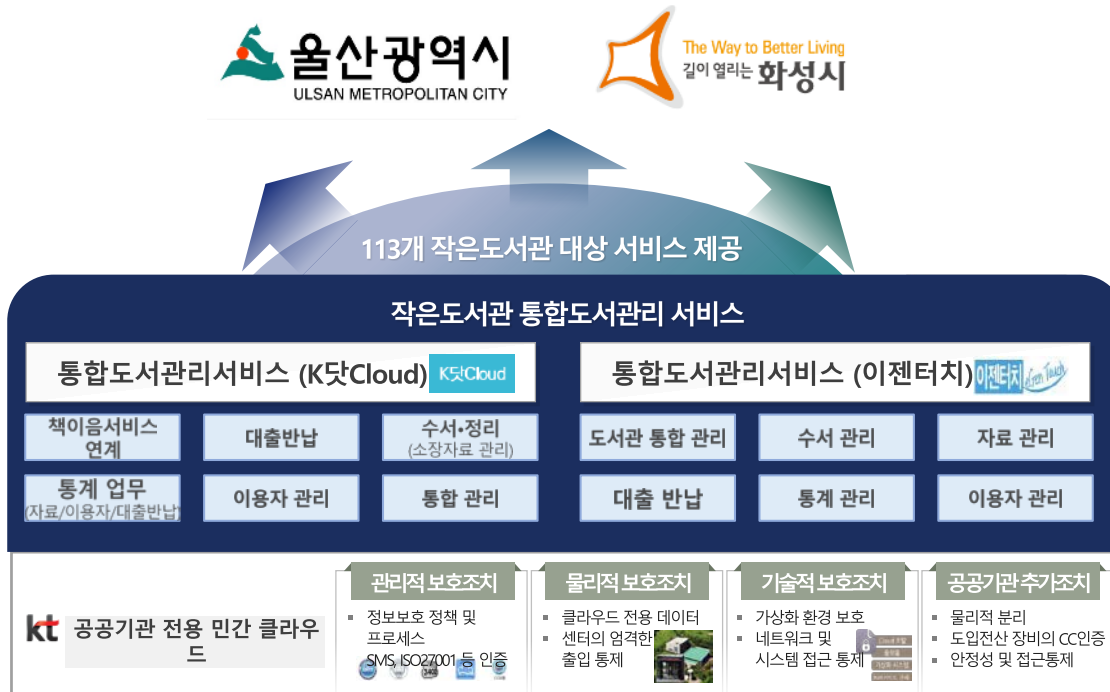 울산광역시
ULSAN METROPOLITAN CITY
The Way to Better Living
길이 열리는 화성시
113개 작은도서관 대상 서비스 제공
작은도서관 통합도서관리 서비스
통합도서관리서비스 (K닷Cloud) K닷Cloud
통합도서관리서비스 (이젠터치) 이젠터치 eZen Touch
책이음서비스
연계
대출반납
수서•정리
(소장자료 관리)
도서관 통합 관리
수서 관리
자료 관리
통계 업무
(자료/이용자/대출반납)
이용자 관리
통합 관리
대출 반납
통계 관리
이용자 관리
kt 공공기관 전용 민간 클라우
드
관리적 보호조치
▪ 정보보호 정책 및
프로세스
SMS, ISO27001 등 인증
물리적 보호조치
▪ 클라우드 전용 데이터
▪ 센터의 엄격한
출입 통제
기술적 보호조치
▪ 가상화 환경 보호
▪ 네트워크 및
시스템 접근 통제
공공기관 추가조치
▪ 물리적 분리
▪ 도입전산 장비의 CC인증
▪ 안정성 및 접근통제